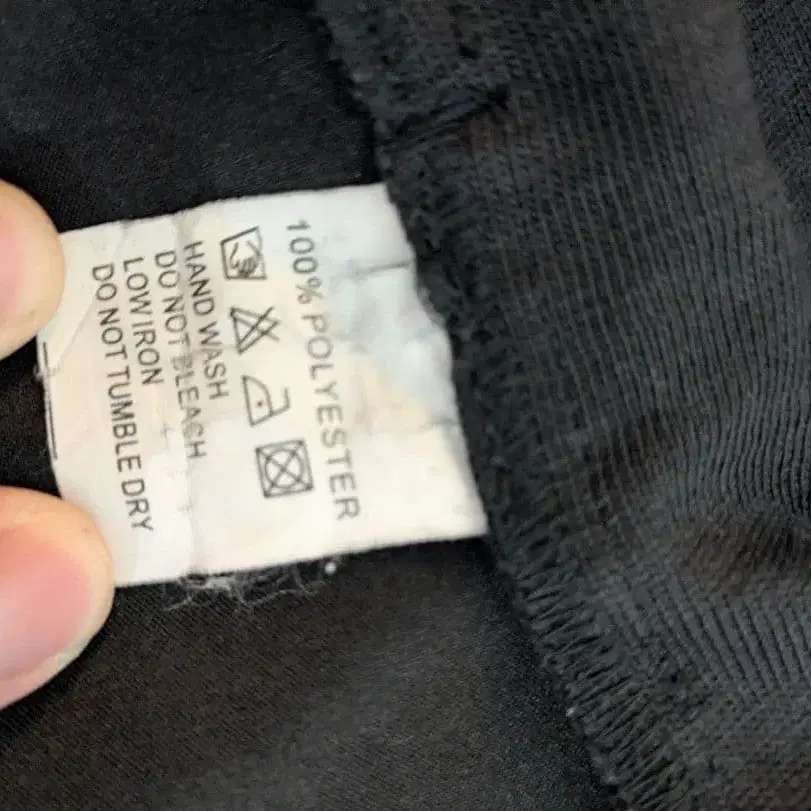 100% POLYESTER
HAND WASH
DO NOT BLEACH
LOW IRON
DO NOT TUMBLE DRY